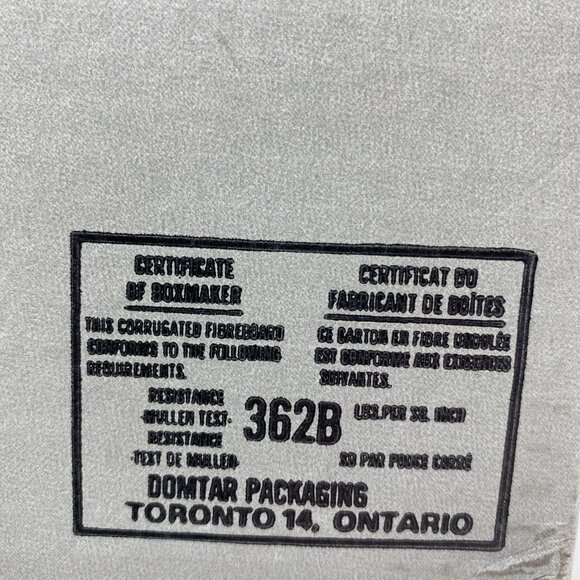 CERTIFICATE
OF BOXMAKER
THIS CORRUGATED FIBREBOARD
CONFORMS TO THE FOLLOWING
REQUIREMENTS.
CERTIFICAT DU
FABRICANT DE BOÎTES
CE CARTON EN FIBRE ONDULÉE
EST CONFORME AUX EXIGENCES
SUIVANTES.
RESISTANCE
-MULLEN TEST-
RESISTANCE
-TEST DE MULLEN-
362B
LBS.PER SQ. INCH
PAR POUCE CARRÉ
DOMTAR PACKAGING
TORONTO 14, ONTARIO